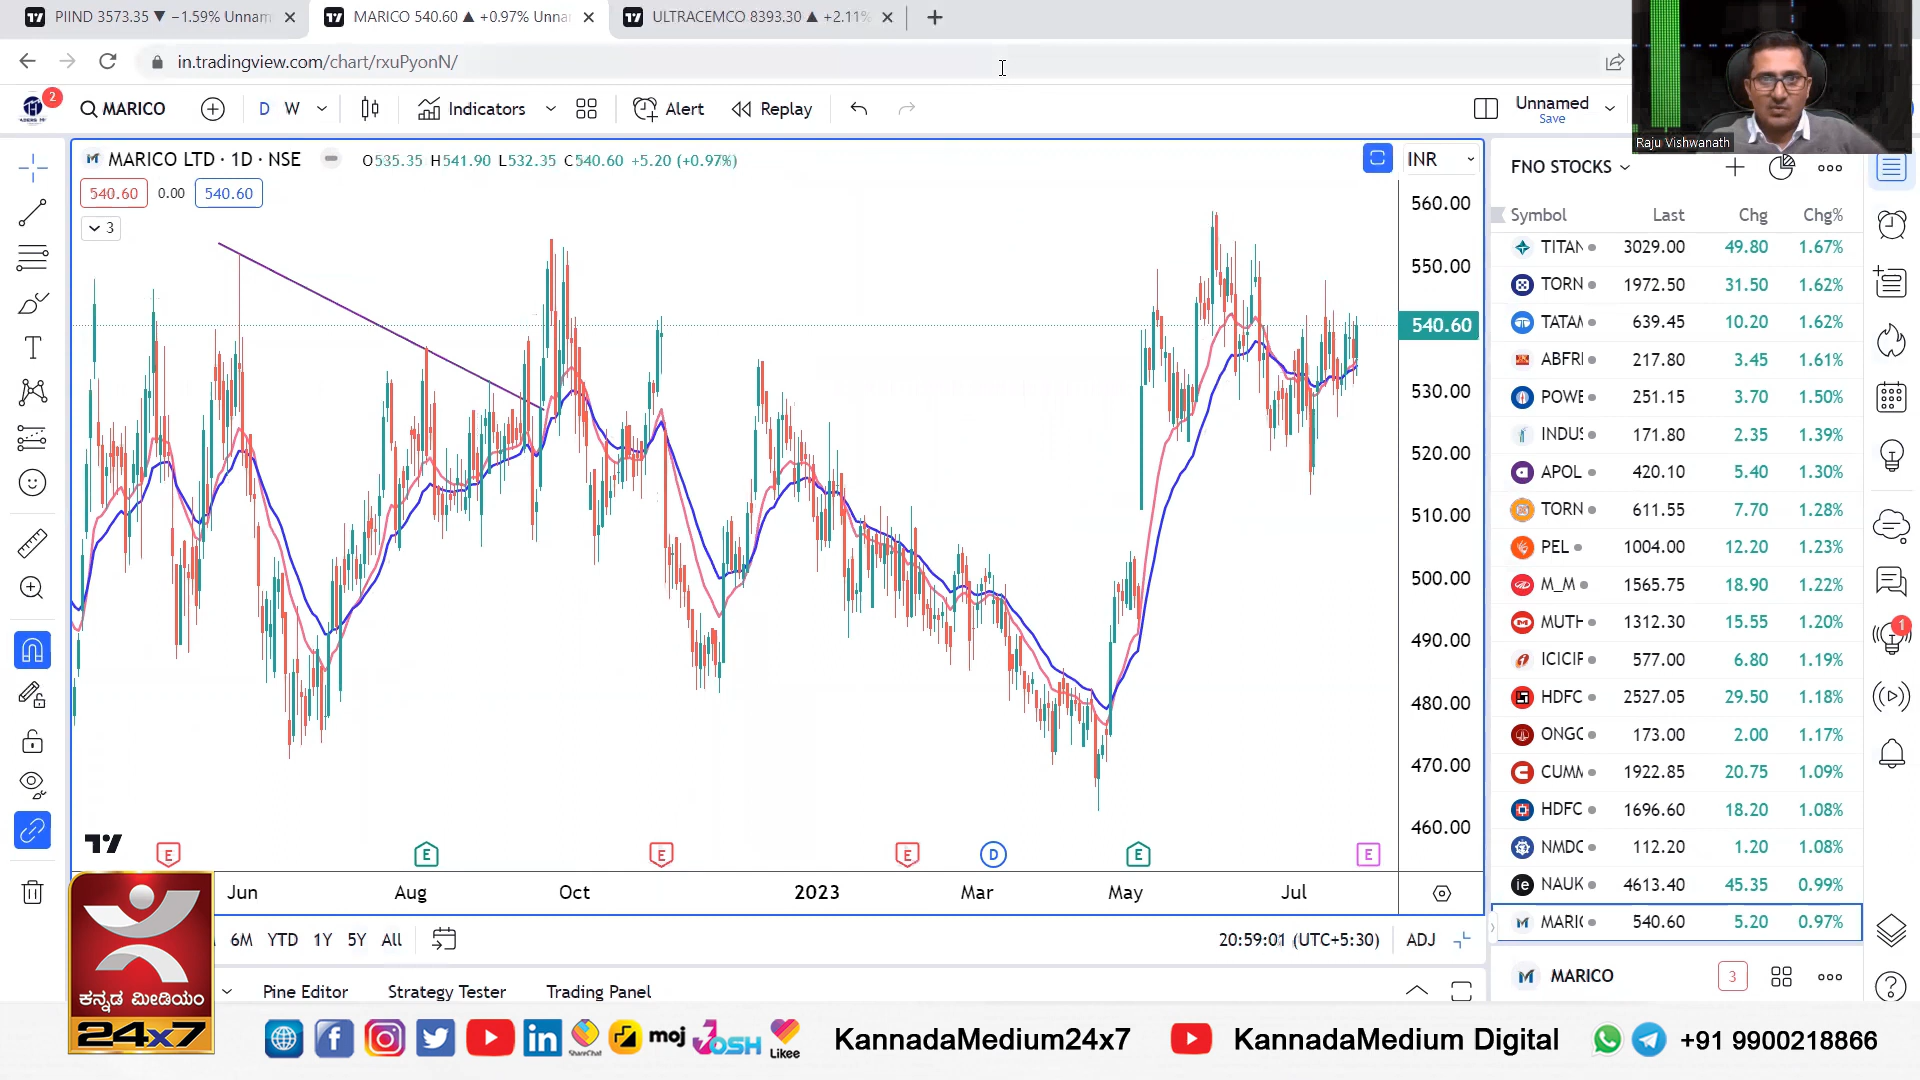 PIIND 3573.35 ▼ −1.59% Unnam
MARICO 540.60 ▲ +0.97% Unna
ULTRACEMCO 8393.30 ▲ +2.11%
in.tradingview.com/chart/rxuPyonN/
2
MARICO
D W
Indicators
Alert
Replay
Unnamed
Save
Raju Vishwanath
MARICO LTD · 1D · NSE
O535.35 H541.90 L532.35 C540.60 +5.20 (+0.97%)
INR
540.60 0.00 540.60
3
560.00
550.00
540.60
530.00
520.00
510.00
500.00
490.00
480.00
470.00
460.00
E E E E D E E
Jun Aug Oct 2023 Mar May Jul
6M YTD 1Y 5Y All
20:59:01 (UTC+5:30) ADJ
Pine Editor Strategy Tester Trading Panel
FNO STOCKS
Symbol Last Chg Chg%
TITAN 3029.00 49.80 1.67%
TORN 1972.50 31.50 1.62%
TATAM 639.45 10.20 1.62%
ABFRL 217.80 3.45 1.61%
POWE 251.15 3.70 1.50%
INDUS 171.80 2.35 1.39%
APOL 420.10 5.40 1.30%
TORN 611.55 7.70 1.28%
PEL 1004.00 12.20 1.23%
M_M 1565.75 18.90 1.22%
MUTH 1312.30 15.55 1.20%
ICICIP 577.00 6.80 1.19%
HDFC 2527.05 29.50 1.18%
ONGC 173.00 2.00 1.17%
CUMM 1922.85 20.75 1.09%
HDFC 1696.60 18.20 1.08%
NMDC 112.20 1.20 1.08%
ie NAUK 4613.40 45.35 0.99%
MARIC 540.60 5.20 0.97%
MARICO 3
1
ಕನ್ನಡ ಮೀಡಿಯಂ
24x7
ShareChat
moj
JOSH
Likee
KannadaMedium24x7
KannadaMedium Digital
+91 9900218866